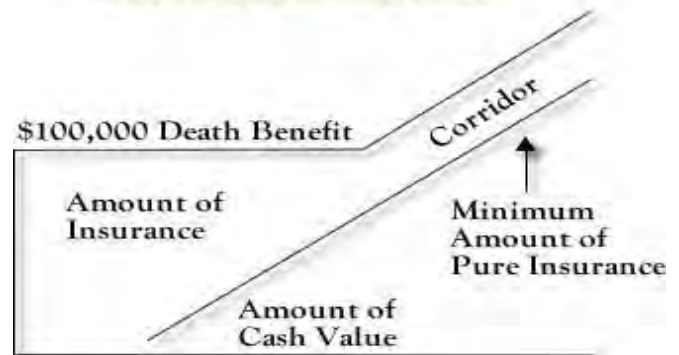 $100,000 Death Benefit
Corridor
Amount of
Insurance
Minimum
Amount of
Pure Insurance
Amount of
Cash Value